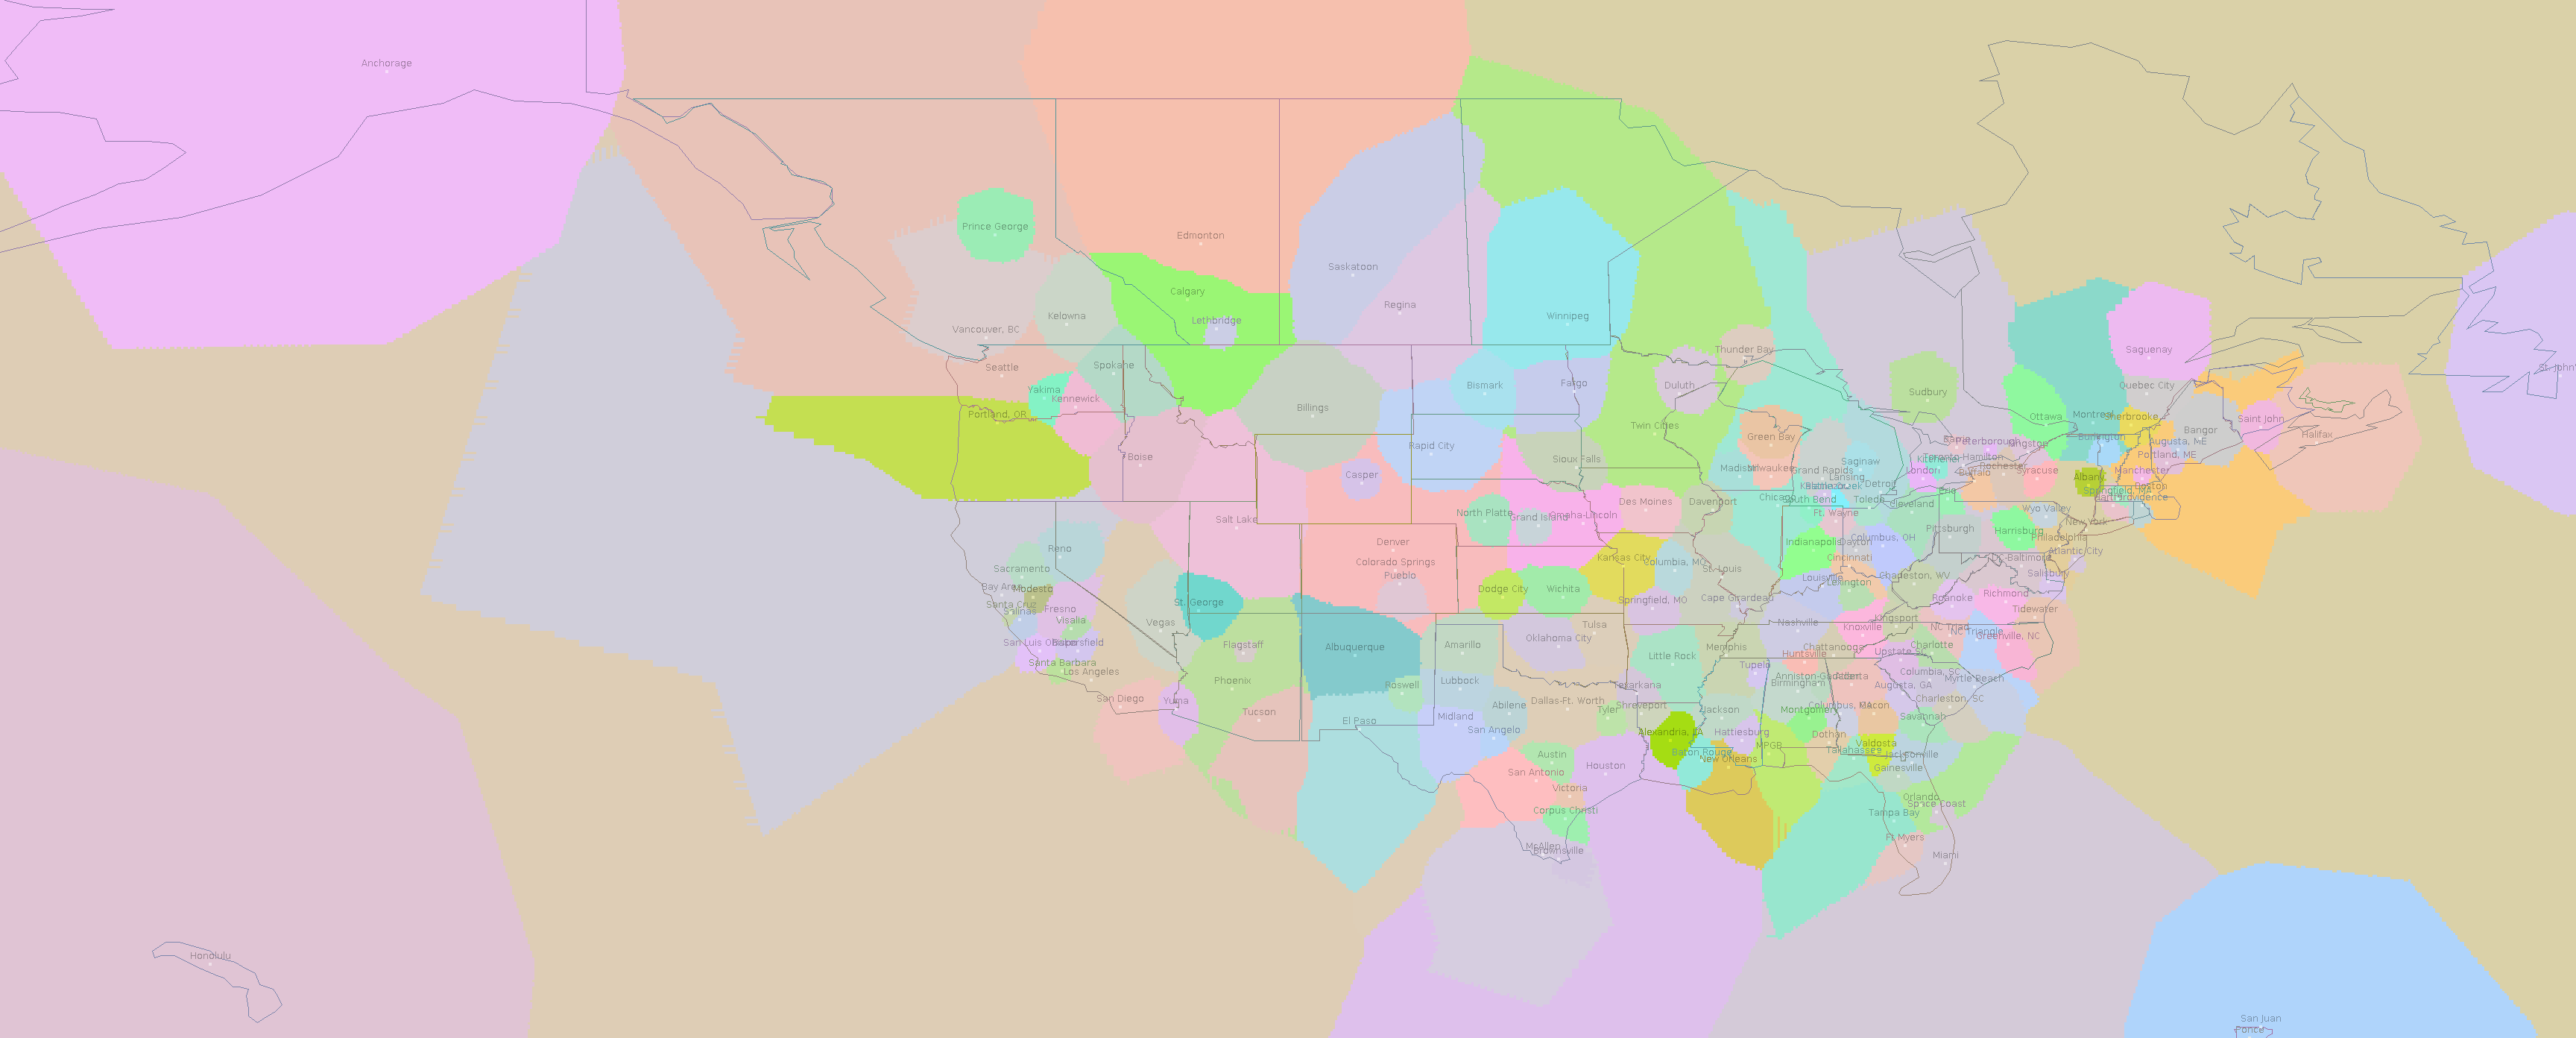 Anchorage
Prince George
Edmonton
Saskatoon
Calgary
Regina
Kelowna
Lethbridge
Winnipeg
Vancouver, BC
Thunder Bay
Saguenay
Seattle
Spokane
St. John'
Yakima
Bismark
Fargo
Duluth
Quebec City
Kennewick
Billings
Sudbury
Portland, OR
Ottawa
Montreal
Sherbrooke
Saint John
Twin Cities
Green Bay
Bangor
Halifax
Rapid City
Burlington
Barrie
Peterborough
Kingston
Augusta, ME
Boise
Sioux Falls
Toronto-Hamilton
Portland, ME
Kitchener
Saginaw
Madison
Milwaukee
Rochester
Casper
Grand Rapids
London
Buffalo
Syracuse
Manchester
Lansing
Albany
Detroit
Boston
Springfield, MA
Erie
Des Moines
Davenport
Chicago
South Bend
Toledo
Hartford
Providence
Cleveland
North Platte
Grand Island
Omaha-Lincoln
Ft. Wayne
Wyo Valley
Salt Lake
New York
Pittsburgh
Harrisburg
Denver
Indianapolis
Dayton
Columbus, OH
Philadelphia
Reno
Atlantic City
Kansas City
Cincinnati
DC-Baltimore
Colorado Springs
Columbia, MO
Sacramento
St. Louis
Pueblo
Louisville
Charleston, WV
Salisbury
Lexington
Bay Area
Modesto
Dodge City
Wichita
Richmond
St. George
Springfield, MO
Cape Girardeau
Roanoke
Santa Cruz
Salinas
Fresno
Tidewater
Visalia
Vegas
Tulsa
Nashville
Kingsport
Knoxville
NC Triad
NC Triangle
Greenville, NC
San Luis Obispo
Bakersfield
Flagstaff
Albuquerque
Amarillo
Oklahoma City
Memphis
Chattanooga
Charlotte
Huntsville
Upstate SC
Santa Barbara
Little Rock
Tupelo
Los Angeles
Columbia, SC
Phoenix
Lubbock
Anniston-Gadsden
Atlanta
Myrtle Beach
Roswell
Texarkana
Birmingham
Augusta, GA
San Diego
Yuma
Dallas-Ft. Worth
Charleston, SC
Abilene
Shreveport
Columbus, GA
Macon
Tucson
Tyler
Jackson
Montgomery
Savannah
El Paso
Midland
San Angelo
Alexandria, LA
Hattiesburg
Dothan
MPGB
Valdosta
Baton Rouge
Tallahassee
Jacksonville
Austin
New Orleans
Houston
Gainesville
San Antonio
Victoria
Orlando
Space Coast
Corpus Christi
Tampa Bay
Ft Myers
McAllen
Brownsville
Miami
Honolulu
San Juan
Ponce